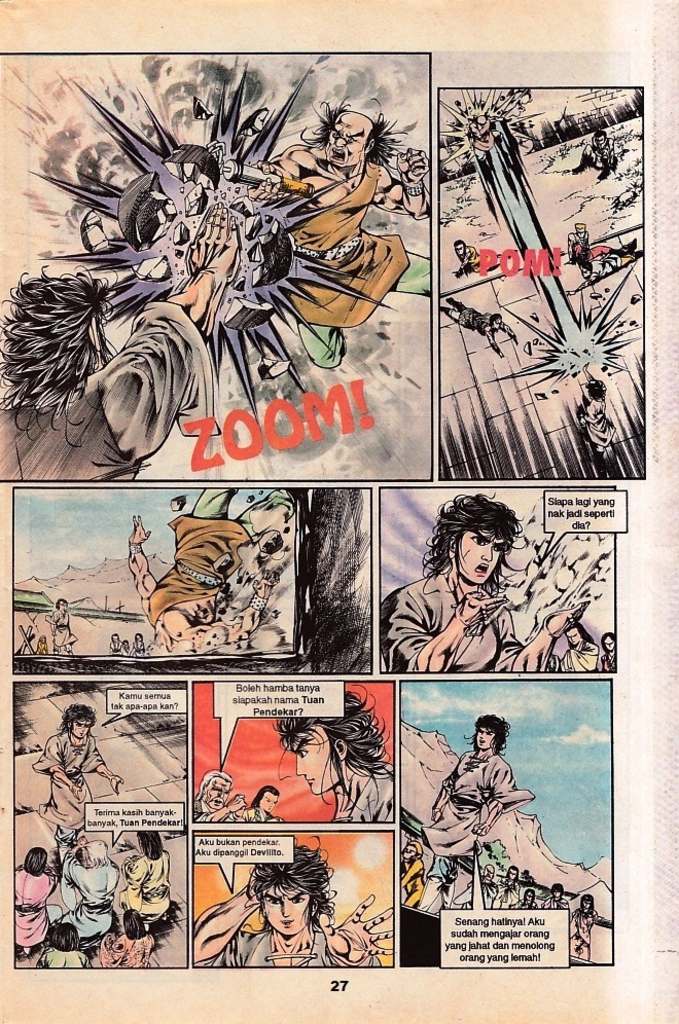 ZOOM!
POM!
Siapa lagi yang
nak jadi seperti
dia?
Kamu semua
tak apa-apa kan?
Terima kasih banyak-
banyak, Tuan Pendekar!
Boleh hamba tanya
siapakah nama Tuan
Pendekar?
Aku bukan pendekar.
Aku dipanggil Devilito.
Senang hatinya! Aku
sudah mengajar orang
yang jahat dan menolong
orang yang lemah!
27